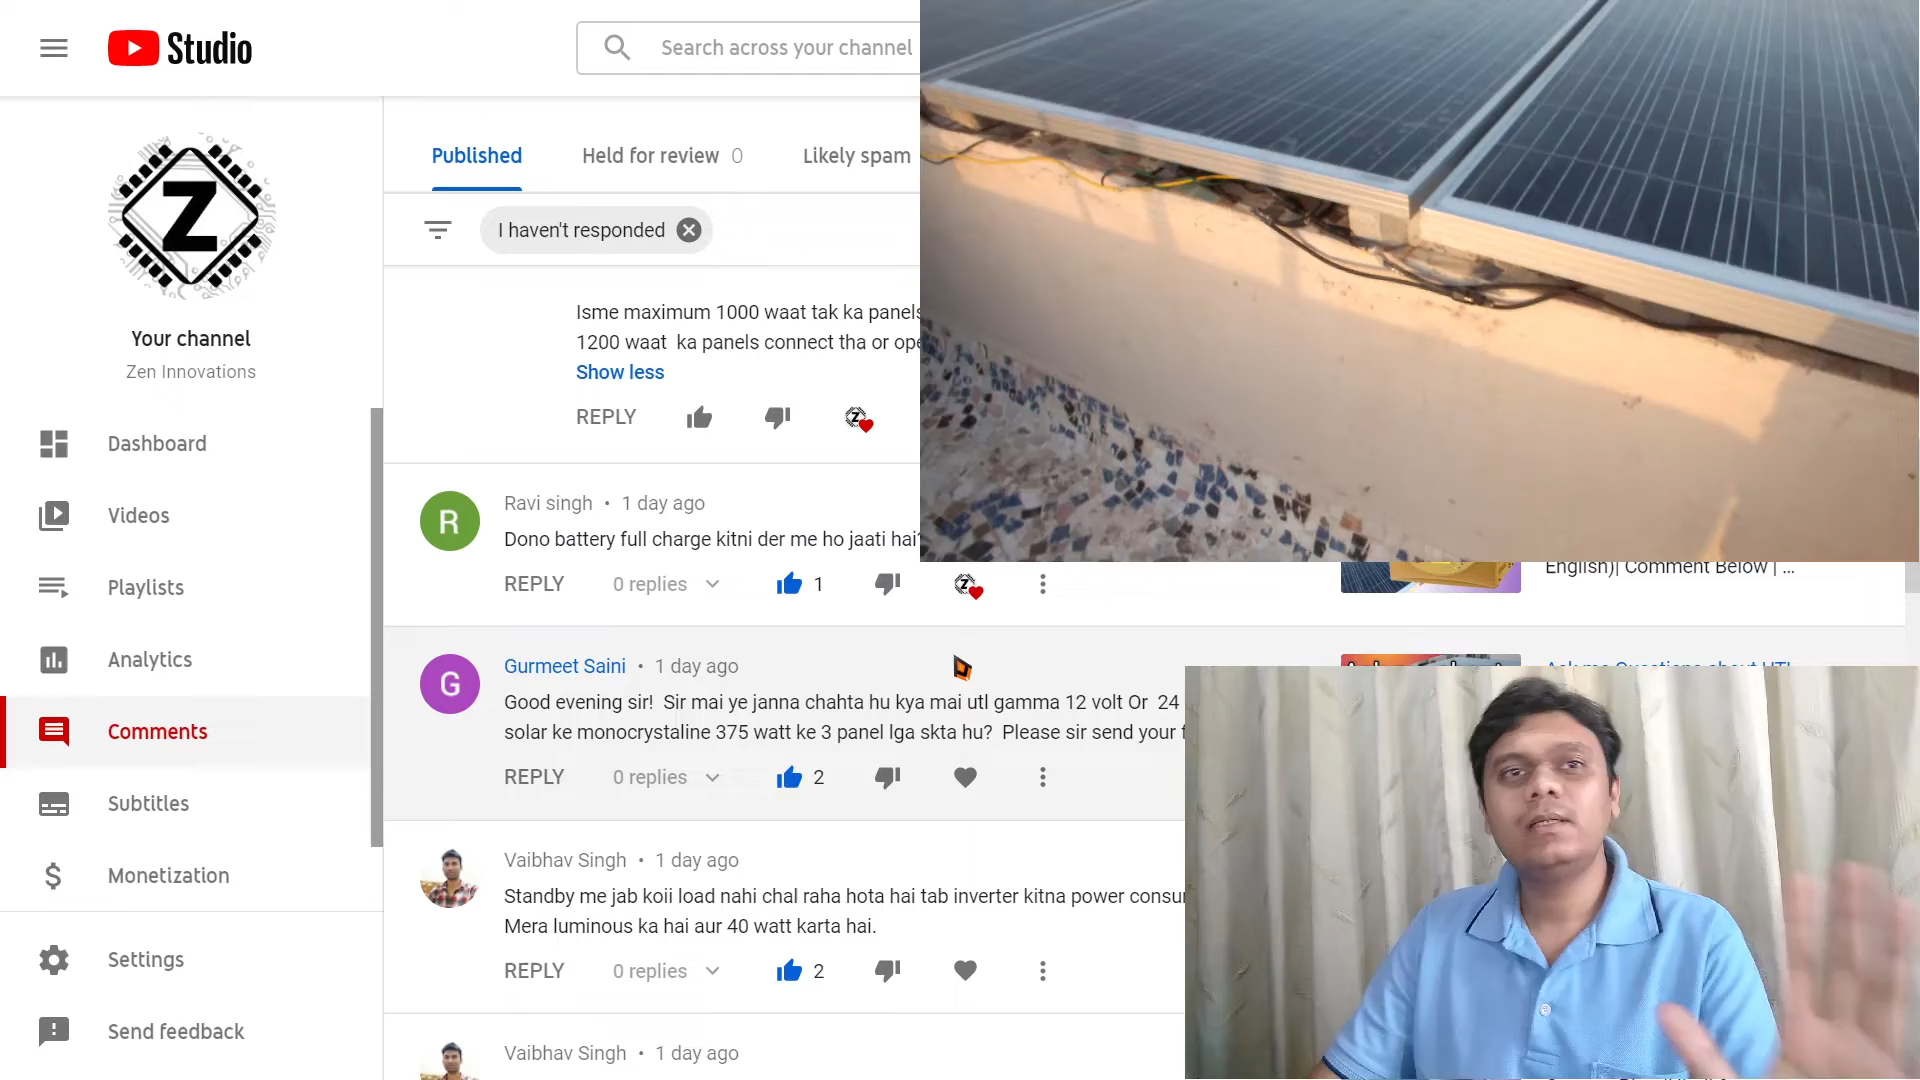 Studio
Search across your channel
Z
Your channel
Zen Innovations
Dashboard
Videos
Playlists
Analytics
Comments
Subtitles
Monetization
Settings
Send feedback
Published
Held for review 0
Likely spam
I haven't responded
Isme maximum 1000 waat tak ka panels
1200 waat ka panels connect tha or ope
Show less
REPLY
Z
R
Ravi singh • 1 day ago
Dono battery full charge kitni der me ho jaati hai?
REPLY 0 replies 1
Z
English)| Comment Below | ...
G
Gurmeet Saini • 1 day ago
Good evening sir! Sir mai ye janna chahta hu kya mai utl gamma 12 volt Or 24
solar ke monocrystaline 375 watt ke 3 panel lga skta hu? Please sir send your
REPLY 0 replies 2
Vaibhav Singh • 1 day ago
Standby me jab koii load nahi chal raha hota hai tab inverter kitna power consu
Mera luminous ka hai aur 40 watt karta hai.
REPLY 0 replies 2
Vaibhav Singh • 1 day ago